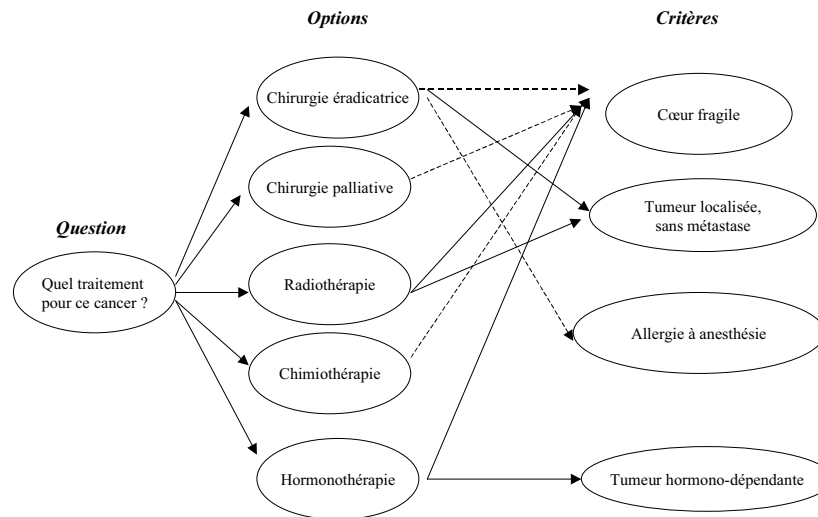 Options
Critères
Chirurgie éradicatrice
Cœur fragile
Chirurgie palliative
Tumeur localisée,
sans métastase
Question
Quel traitement
pour ce cancer ?
Radiothérapie
Allergie à anesthésie
Chimiothérapie
Hormonothérapie
Tumeur hormono-dépendante